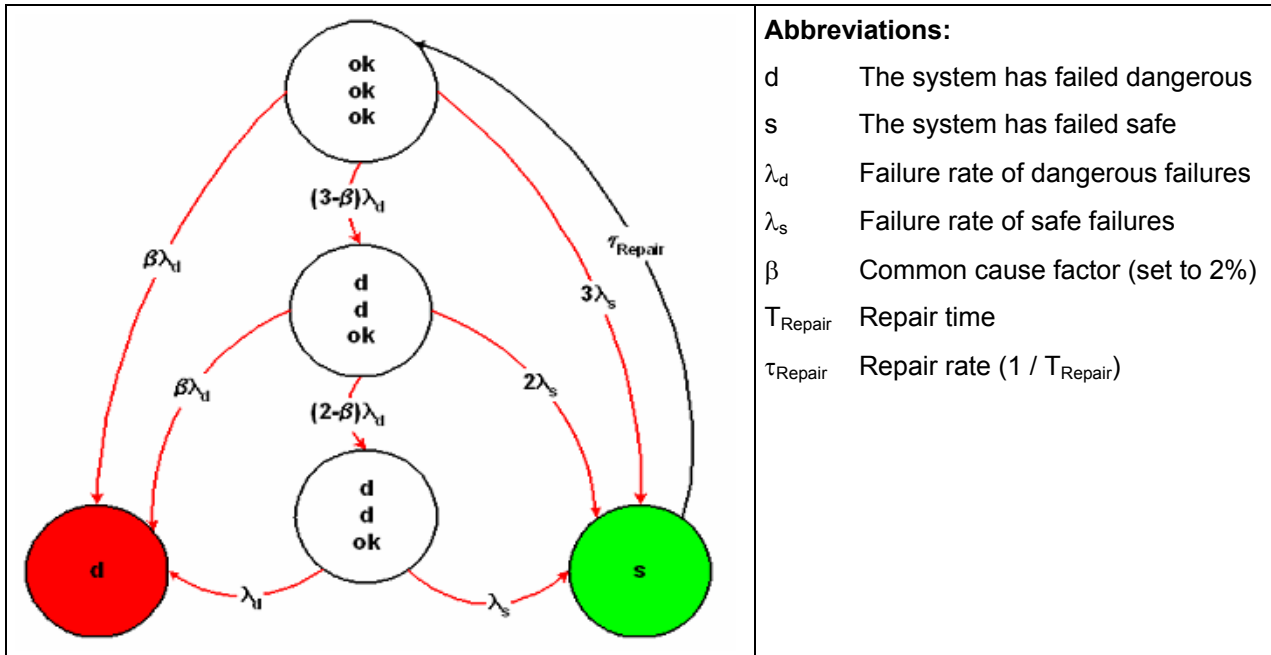 ok
ok
ok
(3-β)λd
βλd
τRepair
3λs
d
d
ok
βλd
2λs
(2-β)λd
d
d
ok
d
s
λd
λs
Abbreviations:
d The system has failed dangerous
s The system has failed safe
λd Failure rate of dangerous failures
λs Failure rate of safe failures
β Common cause factor (set to 2%)
TRepair Repair time
τRepair Repair rate (1 / TRepair)